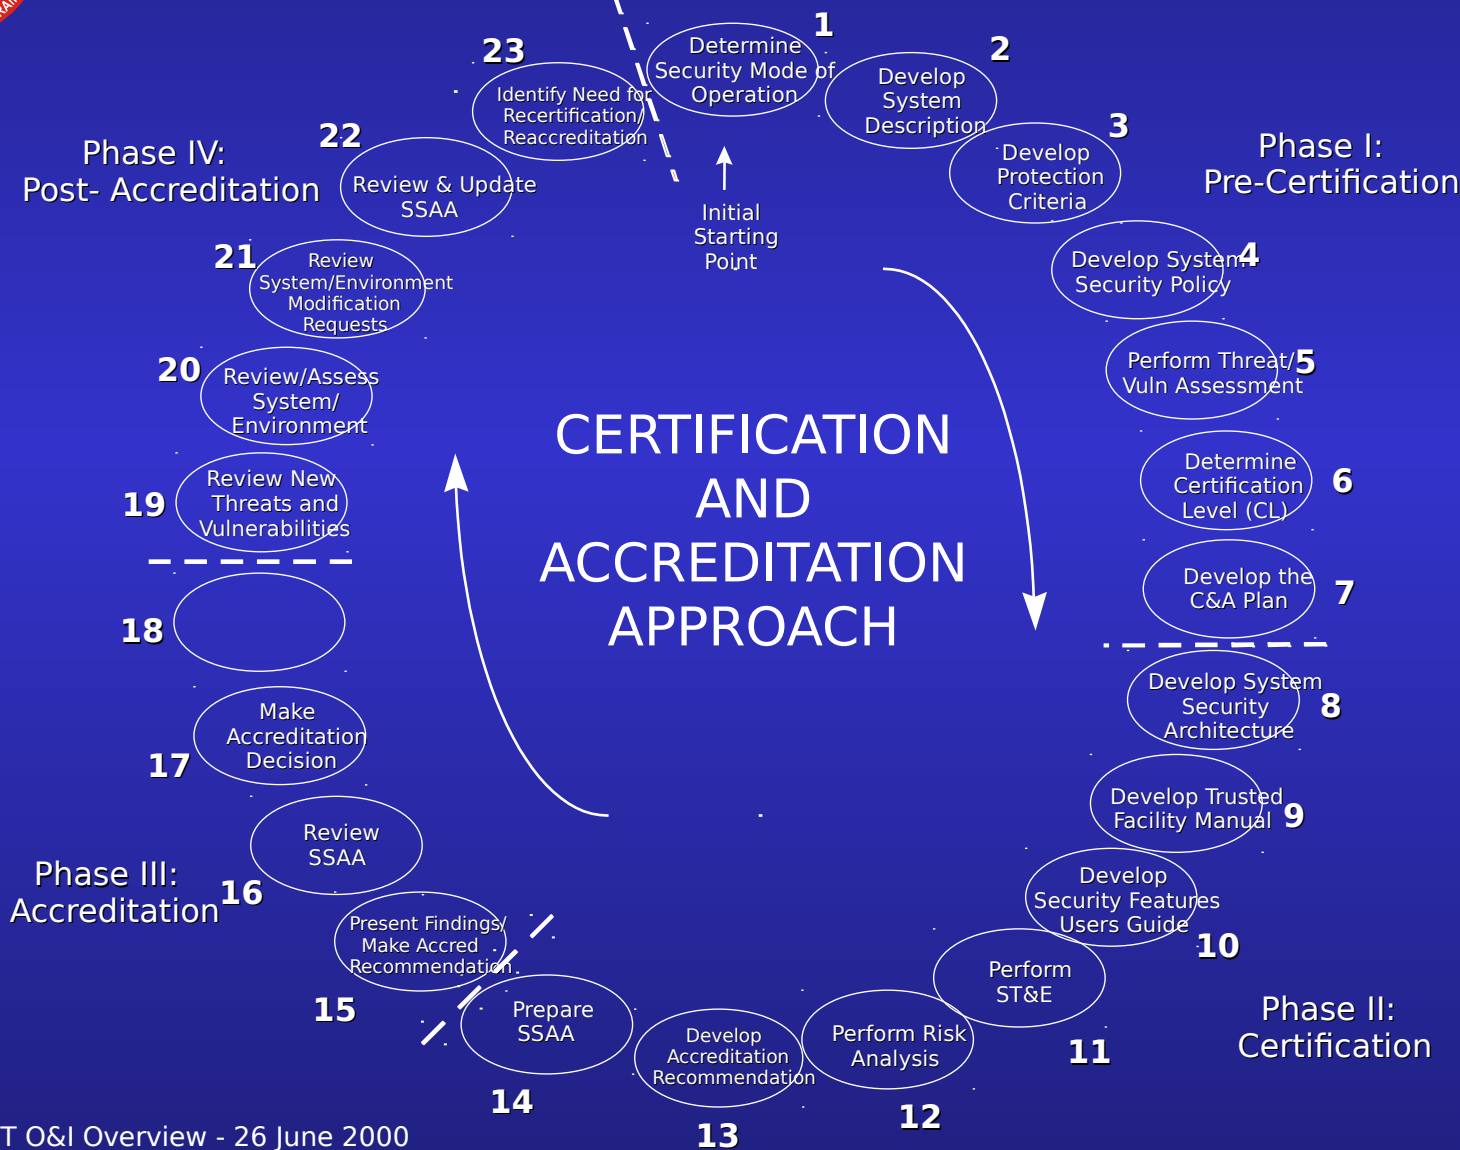 1
Determine
Security Mode of
Operation
2
Develop
System
Description
3
Develop
Protection
Criteria
4
Develop System
Security Policy
5
Perform Threat/
Vuln Assessment
6
Determine
Certification
Level (CL)
7
Develop the
C&A Plan
8
Develop System
Security
Architecture
9
Develop Trusted
Facility Manual
10
Develop
Security Features
Users Guide
11
Perform
ST&E
12
Perform Risk
Analysis
13
Develop
Accreditation
Recommendation
14
Prepare
SSAA
15
Present Findings/
Make Accred
Recommendation
16
Review
SSAA
17
Make
Accreditation
Decision
18
19
Review New
Threats and
Vulnerabilities
20
Review/Assess
System/
Environment
21
Review
System/Environment
Modification
Requests
22
Review & Update
SSAA
23
Identify Need for
Recertification/
Reaccreditation
Initial
Starting
Point
Phase I:
Pre-Certification
Phase II:
Certification
Phase III:
Accreditation
Phase IV:
Post- Accreditation
CERTIFICATION
AND
ACCREDITATION
APPROACH
T O&I Overview - 26 June 2000